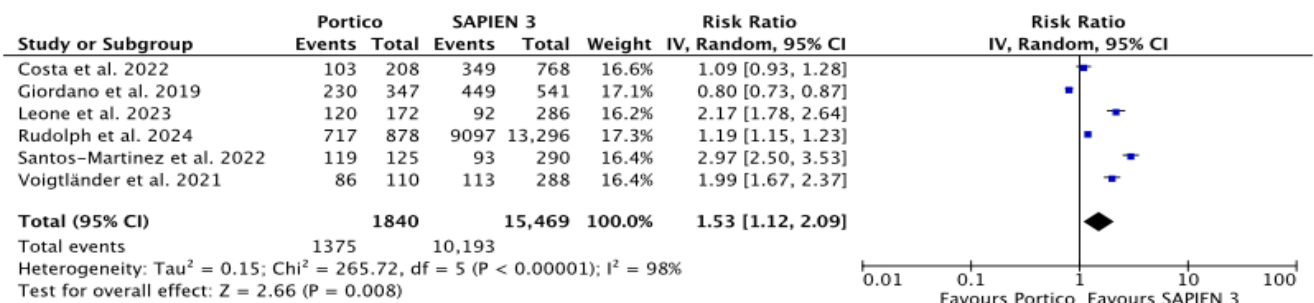 Portico SAPIEN 3 Risk Ratio Risk Ratio
Study or Subgroup Events Total Events Total Weight IV, Random, 95% CI IV, Random, 95% CI
Costa et al. 2022 103 208 349 768 16.6% 1.09 [0.93, 1.28]
Giordano et al. 2019 230 347 449 541 17.1% 0.80 [0.73, 0.87]
Leone et al. 2023 120 172 92 286 16.2% 2.17 [1.78, 2.64]
Rudolph et al. 2024 717 878 9097 13,296 17.3% 1.19 [1.15, 1.23]
Santos-Martinez et al. 2022 119 125 93 290 16.4% 2.97 [2.50, 3.53]
Voigtländer et al. 2021 86 110 113 288 16.4% 1.99 [1.67, 2.37]
Total (95% CI) 1840 15,469 100.0% 1.53 [1.12, 2.09]
Total events 1375 10,193
Heterogeneity: Tau² = 0.15; Chi² = 265.72, df = 5 (P < 0.00001); I² = 98%
Test for overall effect: Z = 2.66 (P = 0.008)
0.01 0.1 1 10 100
Favours Portico Favours SAPIEN 3